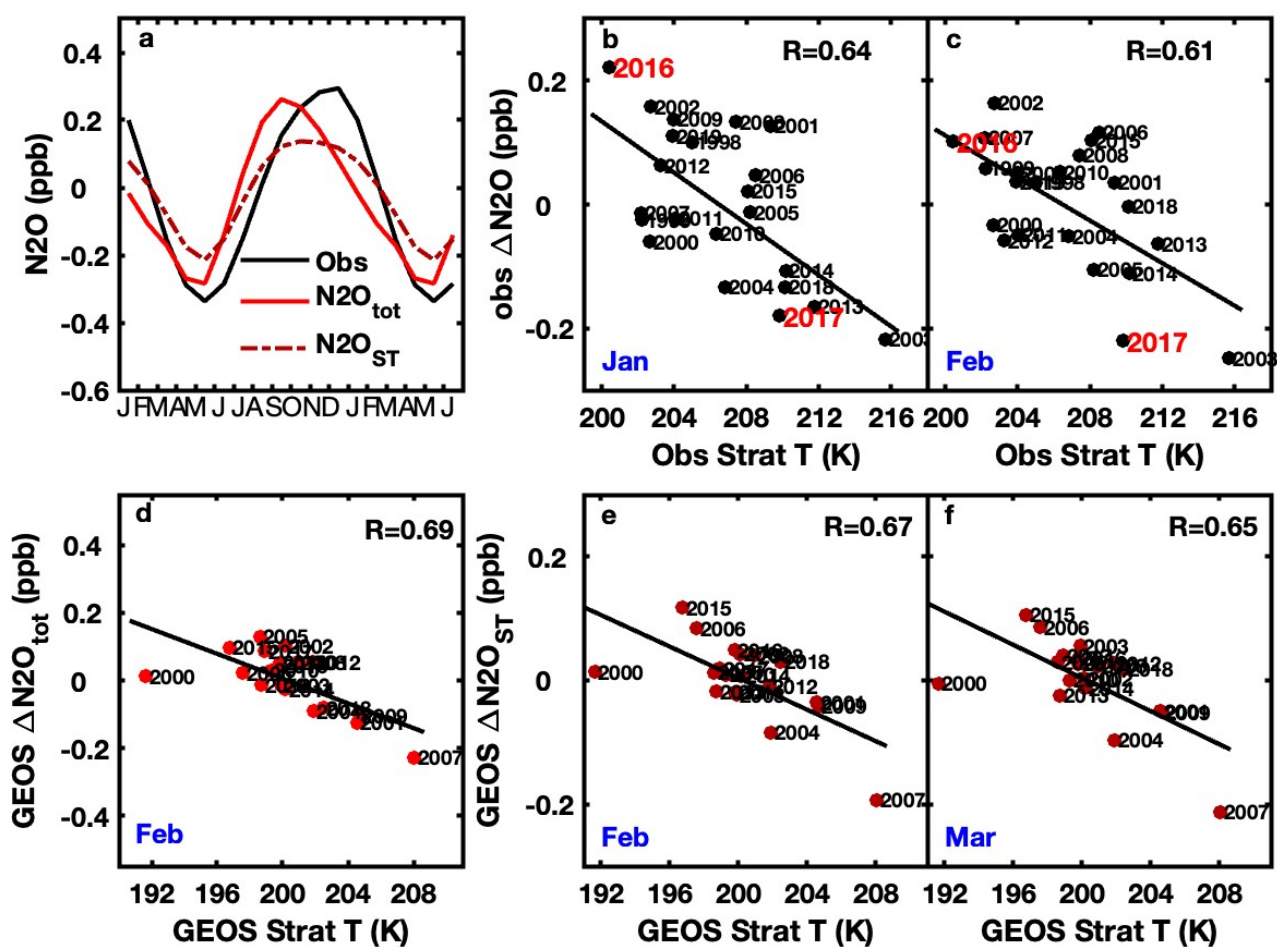 a
N2O (ppb)
0.4
0.2
0
-0.2
-0.4
-0.6
Obs
N2Otot
N2OST
J F M A M J J A S O N D J F M A M J
b
R=0.64
obs ΔN2O (ppb)
0.2
0
-0.2
2016
2002
2009
2001
2019
1998
2012
2006
2015
2007
2005
2011
2010
2000
2014
2004
2018
2013
2017
2003
Jan
200 204 208 212 216
Obs Strat T (K)
c
R=0.61
2002
2007
2006
2016
2015
2008
2010
1998
2001
2018
2000
2011
2004
2012
2013
2005
2014
2017
2003
Feb
200 204 208 212 216
Obs Strat T (K)
d
R=0.69
GEOS ΔN2Otot (ppb)
0.4
0.2
0
-0.2
-0.4
2005
2002
2015
2012
2000
2014
2018
2009
2001
2007
Feb
192 196 200 204 208
GEOS Strat T (K)
e
R=0.67
GEOS ΔN2OST (ppb)
0.2
0
-0.2
2015
2006
2018
2000
2012
2001
2009
2004
2007
Feb
192 196 200 204 208
GEOS Strat T (K)
f
R=0.65
2015
2006
2003
2012
2018
2000
2014
2013
2009
2004
2007
Mar
192 196 200 204 208
GEOS Strat T (K)